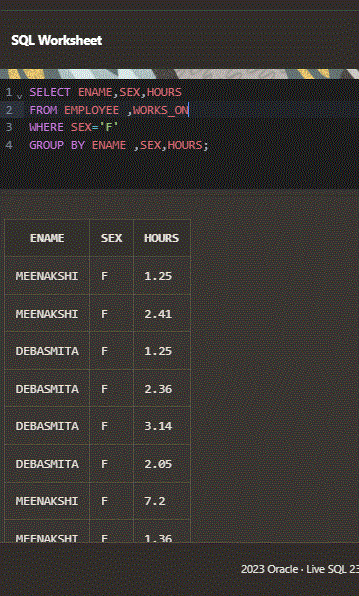 SQL Worksheet
1 SELECT ENAME,SEX,HOURS
2 FROM EMPLOYEE ,WORKS_ON
3 WHERE SEX='F'
4 GROUP BY ENAME ,SEX,HOURS;
ENAME SEX HOURS
MEENAKSHI F 1.25
MEENAKSHI F 2.41
DEBASMITA F 1.25
DEBASMITA F 2.36
DEBASMITA F 3.14
DEBASMITA F 2.05
MEENAKSHI F 7.2
MEENAKSHI F 1.36
2023 Oracle · Live SQL 23